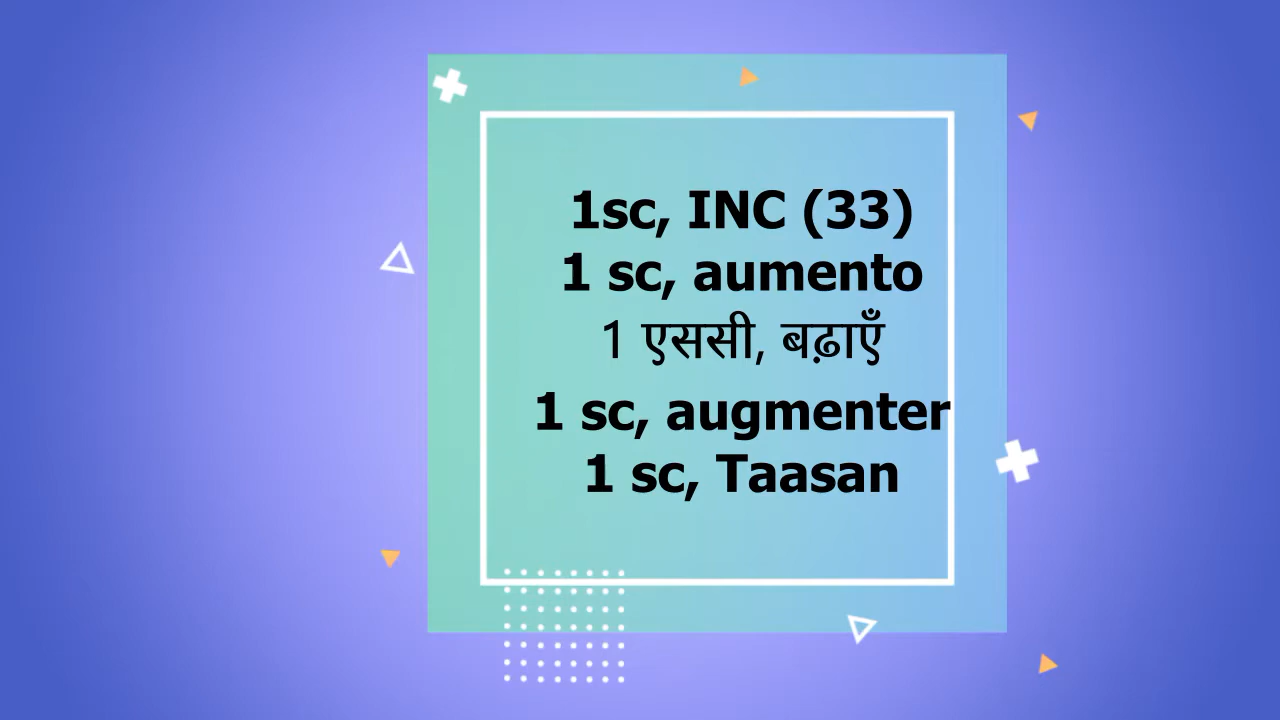 1sc, INC (33)
1 sc, aumento
1 एससी, बढ़ाएँ
1 sc, augmenter
1 sc, Taasan